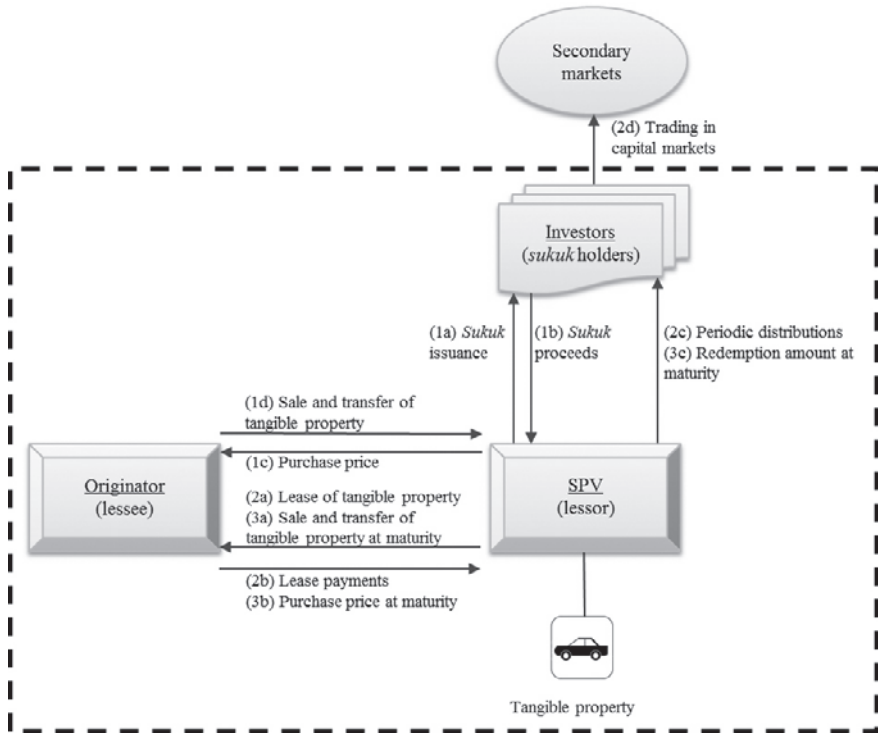 Secondary
markets
(2d) Trading in
capital markets
Investors
(sukuk holders)
(1a) Sukuk
issuance
(1b) Sukuk
proceeds
(2c) Periodic distributions
(3c) Redemption amount at
maturity
(1d) Sale and transfer of
tangible property
(1c) Purchase price
Originator
(lessee)
(2a) Lease of tangible property
(3a) Sale and transfer of
tangible property at maturity
SPV
(lessor)
(2b) Lease payments
(3b) Purchase price at maturity
Tangible property